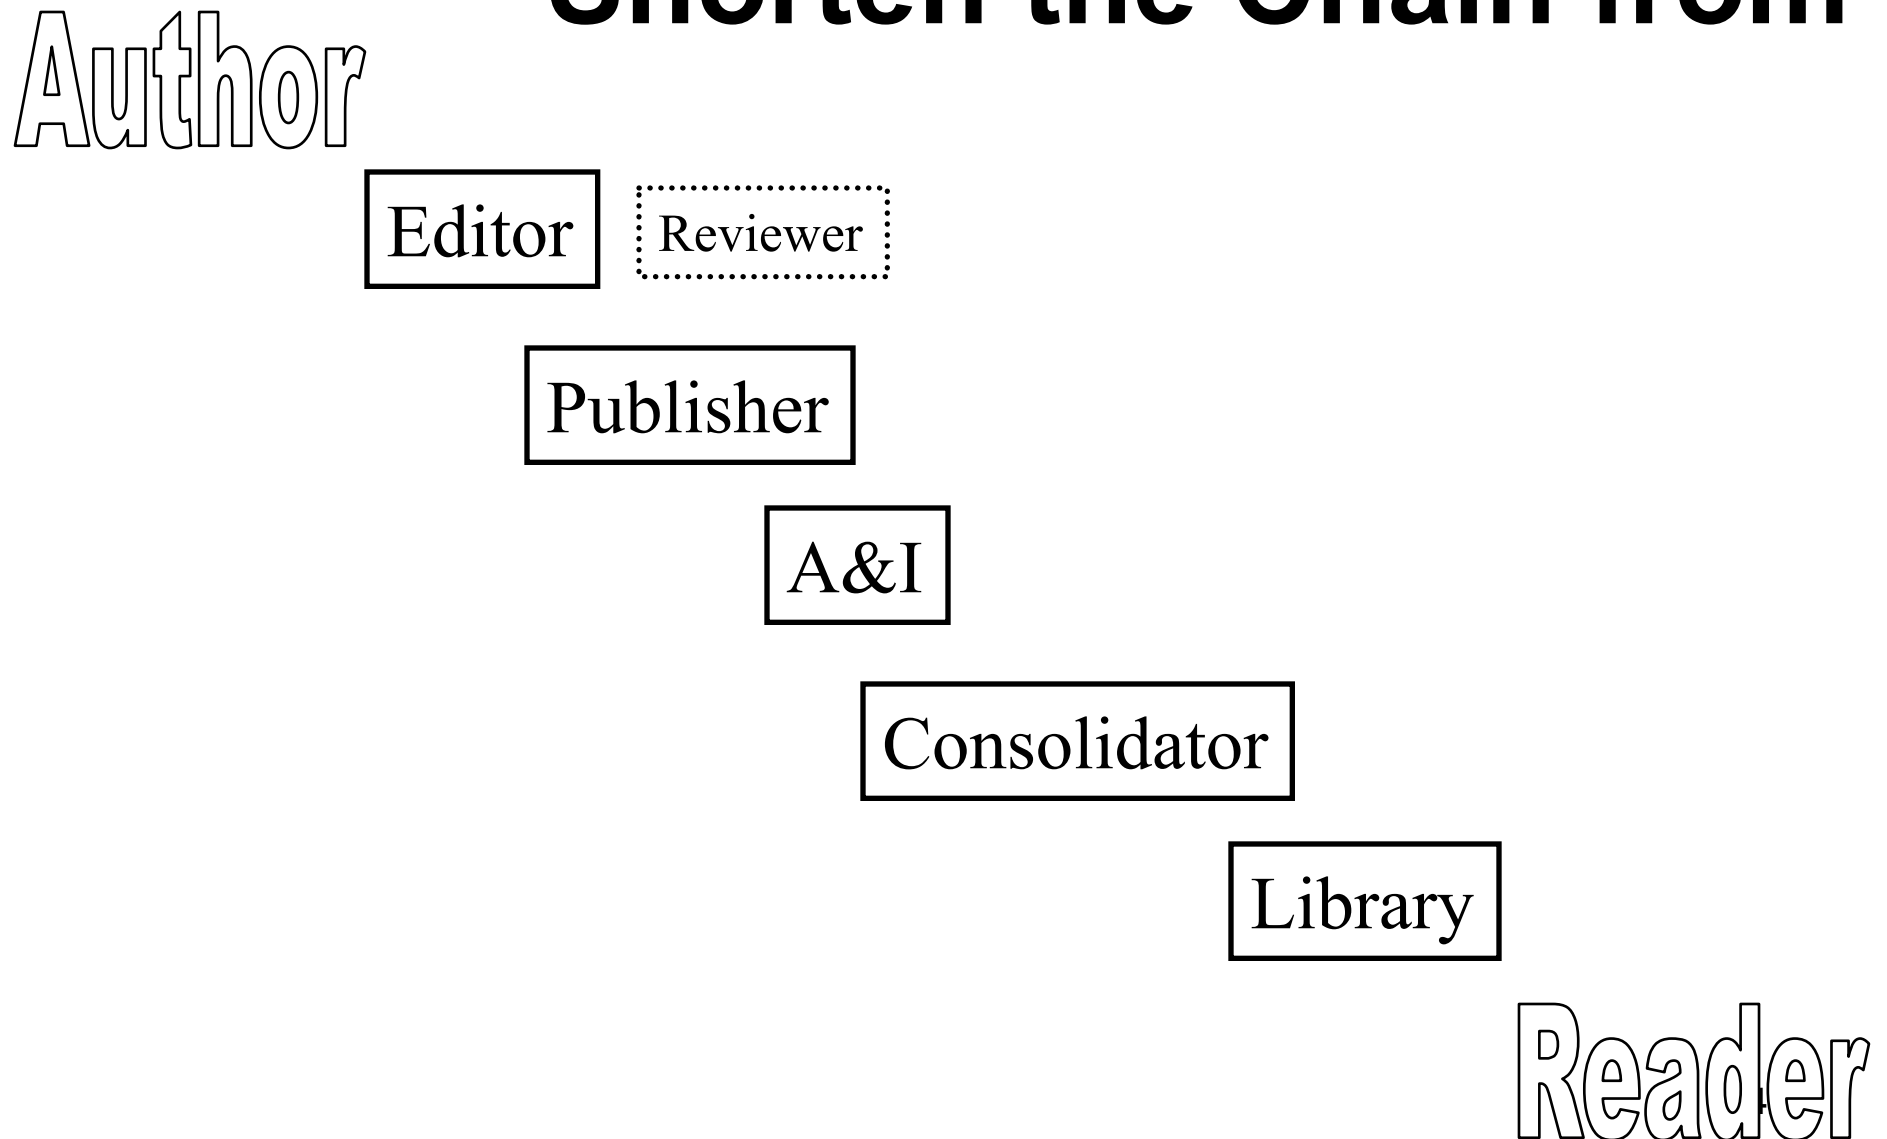 Shorten the Chain from
Author
Editor Reviewer
Publisher
A&I
Consolidator
Library
Reader